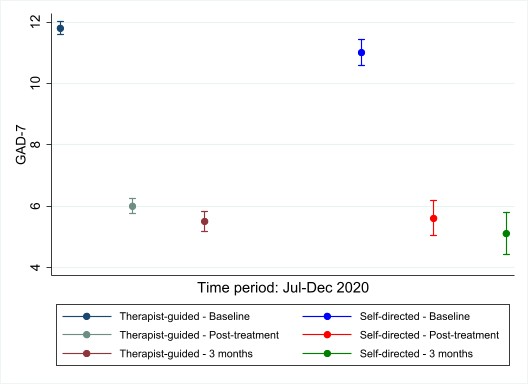 12
10
8
6
4
GAD-7
Time period: Jul-Dec 2020
Therapist-guided - Baseline Self-directed - Baseline
Therapist-guided - Post-treatment Self-directed - Post-treatment
Therapist-guided - 3 months Self-directed - 3 months